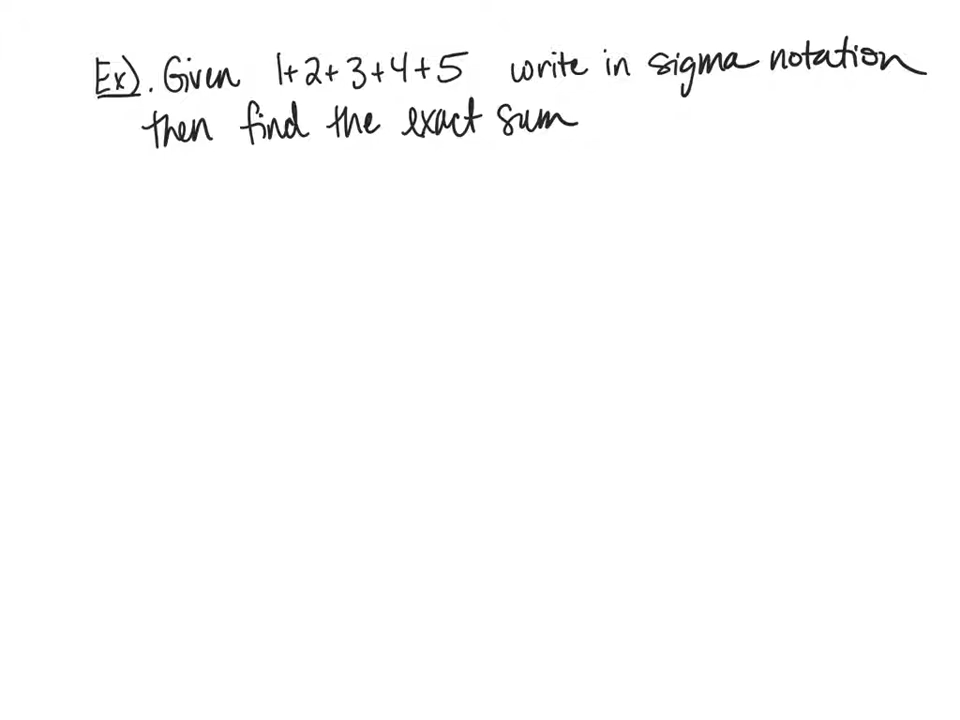 Ex). Given 1+2+3+4+5 write in sigma notation
then find the exact sum